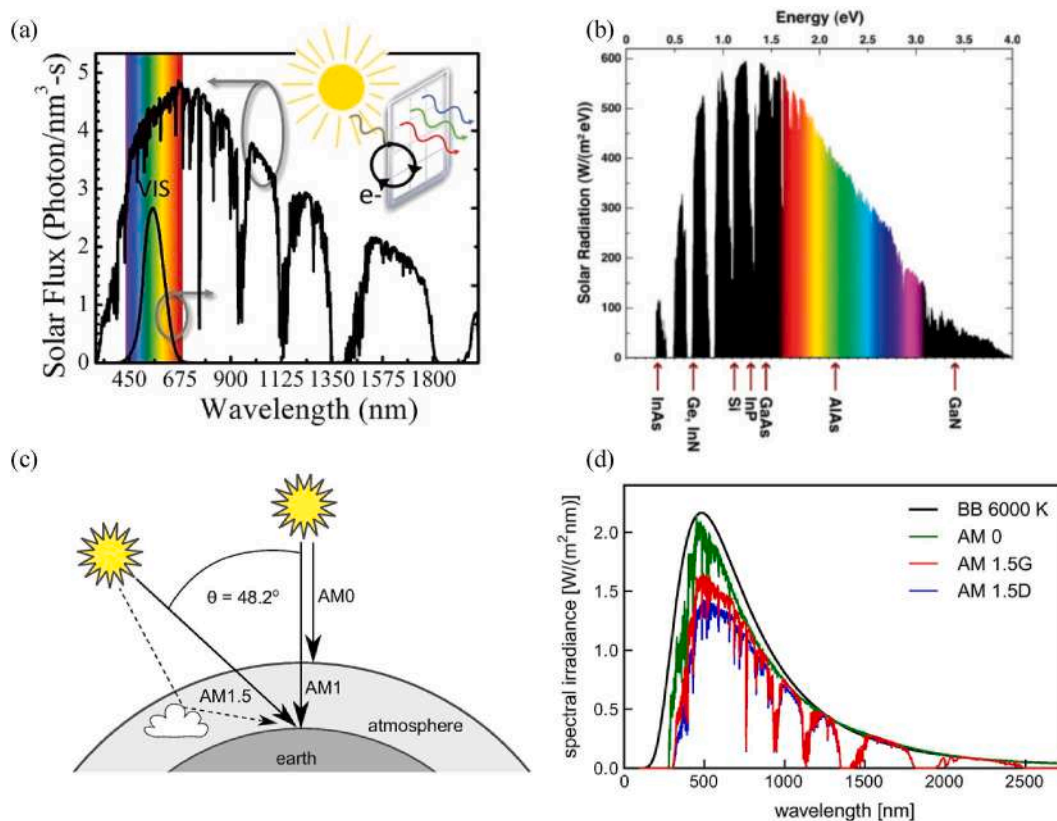 (a)
Solar Flux (Photon/nm³-s)
5
4
3
2
1
0
VIS
e-
450 675 900 1125 1350 1575 1800
Wavelength (nm)
(b)
Energy (eV)
0 0.5 1.0 1.5 2.0 2.5 3.0 4.0
Solar Radiation (W/(m² eV))
600
500
400
300
200
100
0
InAs
Ge, InN
Si
InP
GaAs
AlAs
GaN
(c)
θ = 48.2°
AM0
AM1.5
AM1
atmosphere
earth
(d)
spectral irradiance [W/(m²nm)]
2.0
1.5
1.0
0.5
0.0
BB 6000 K
AM 0
AM 1.5G
AM 1.5D
0 500 1000 1500 2000 2500
wavelength [nm]